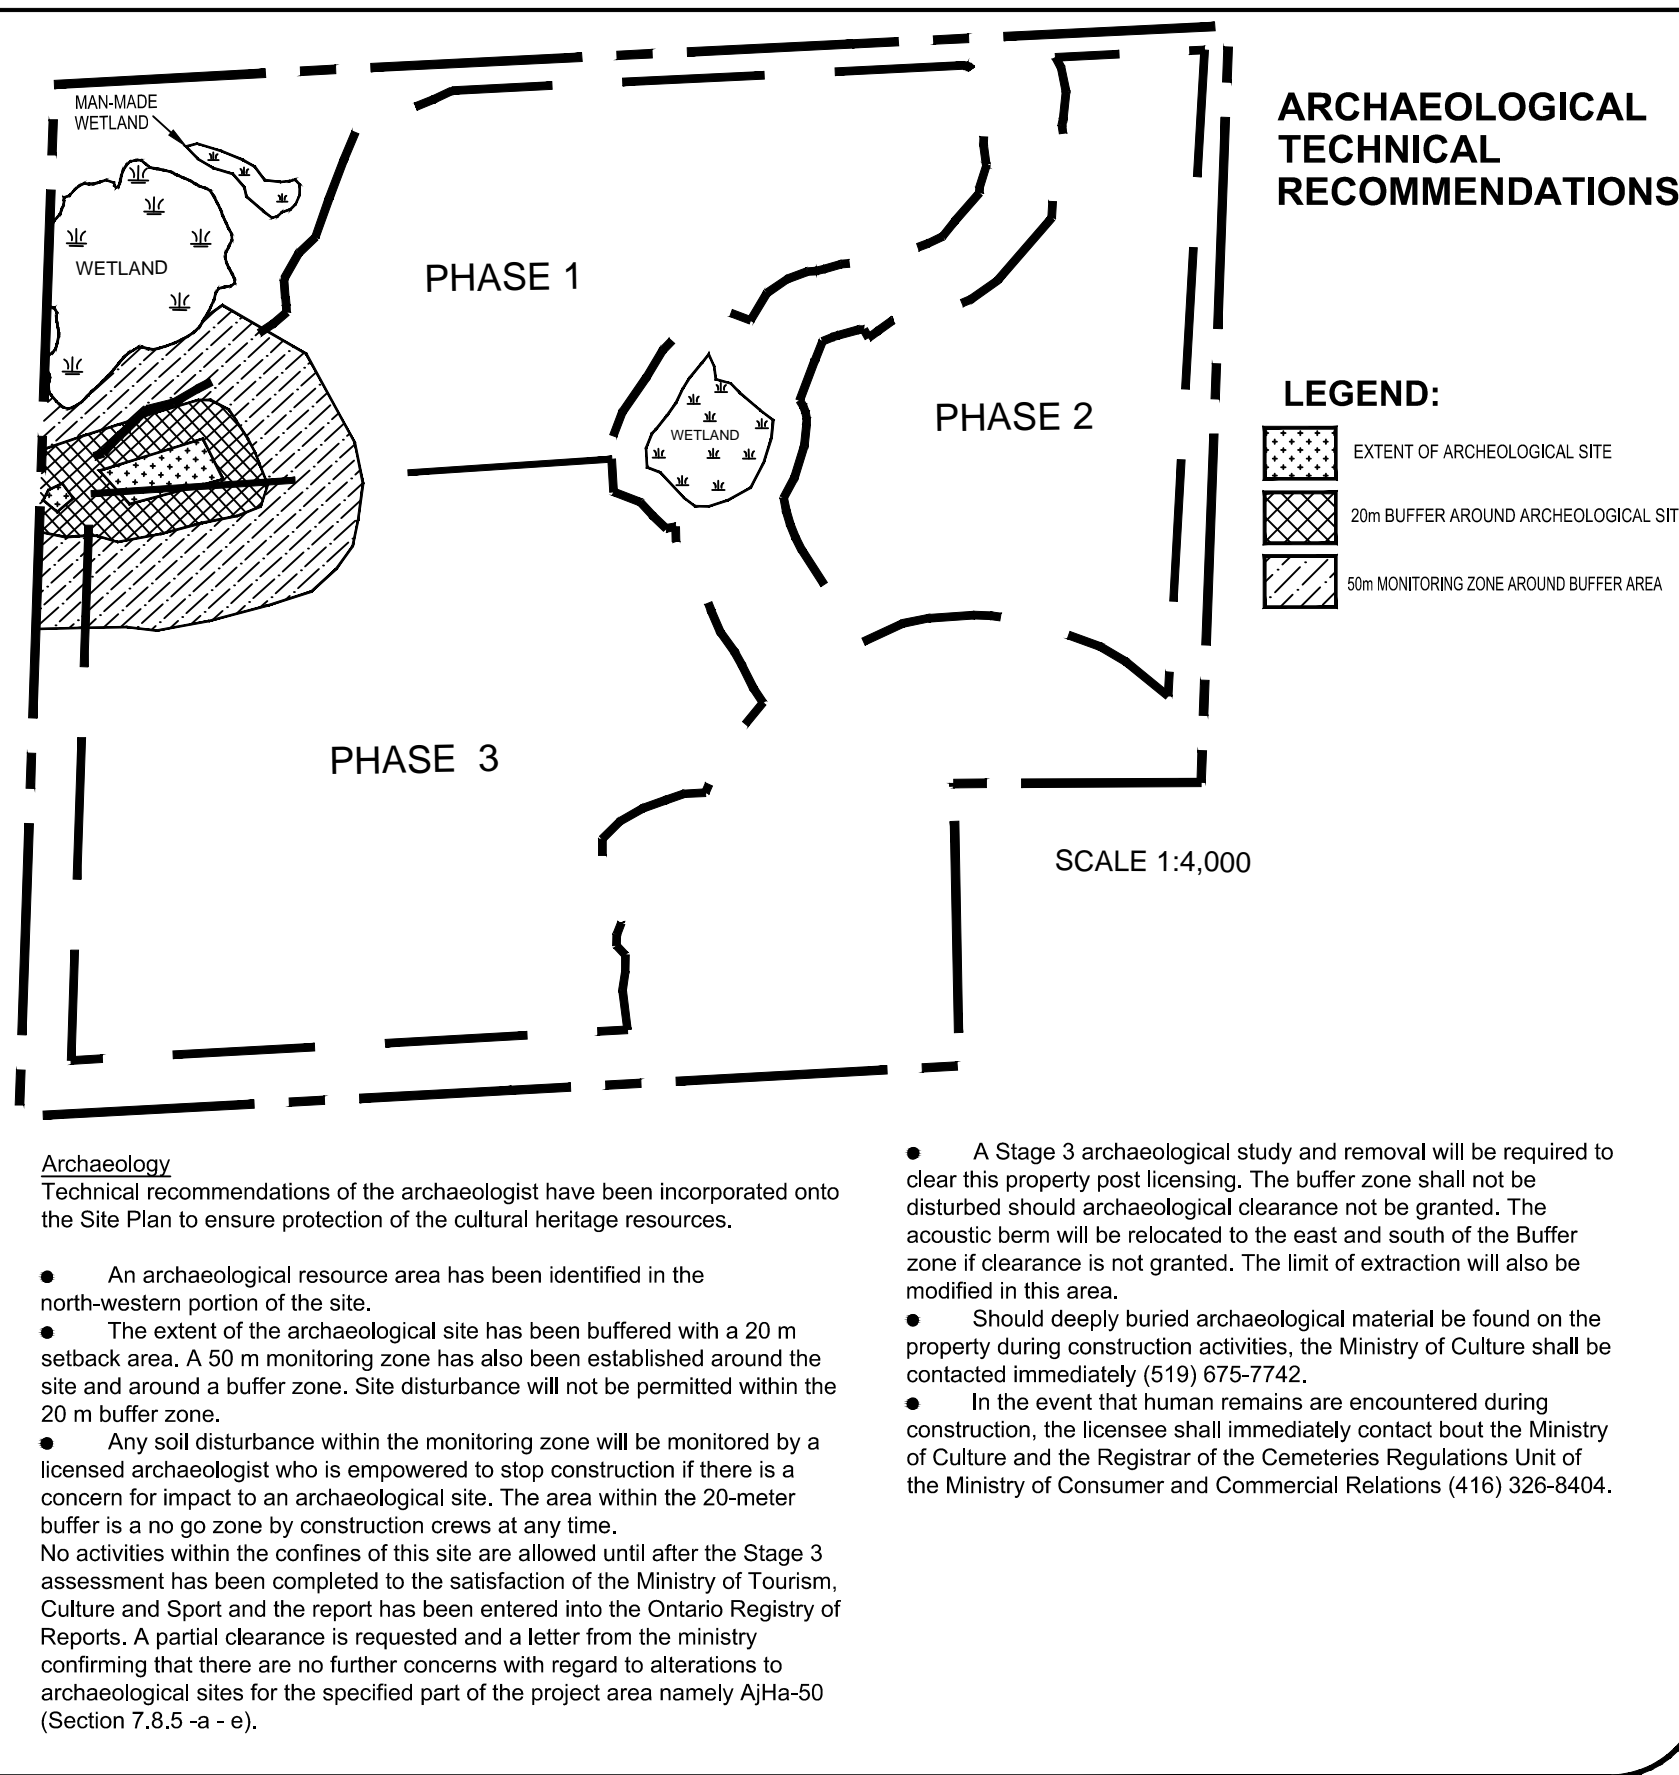 MAN-MADE
WETLAND
WETLAND
PHASE 1
WETLAND
PHASE 2
PHASE 3
SCALE 1:4,000
ARCHAEOLOGICAL
TECHNICAL
RECOMMENDATIONS
LEGEND:
EXTENT OF ARCHEOLOGICAL SITE
20m BUFFER AROUND ARCHEOLOGICAL SIT
50m MONITORING ZONE AROUND BUFFER AREA
Archaeology
Technical recommendations of the archaeologist have been incorporated onto
the Site Plan to ensure protection of the cultural heritage resources.
● An archaeological resource area has been identified in the
north-western portion of the site.
● The extent of the archaeological site has been buffered with a 20 m
setback area. A 50 m monitoring zone has also been established around the
site and around a buffer zone. Site disturbance will not be permitted within the
20 m buffer zone.
● Any soil disturbance within the monitoring zone will be monitored by a
licensed archaeologist who is empowered to stop construction if there is a
concern for impact to an archaeological site. The area within the 20-meter
buffer is a no go zone by construction crews at any time.
No activities within the confines of this site are allowed until after the Stage 3
assessment has been completed to the satisfaction of the Ministry of Tourism,
Culture and Sport and the report has been entered into the Ontario Registry of
Reports. A partial clearance is requested and a letter from the ministry
confirming that there are no further concerns with regard to alterations to
archaeological sites for the specified part of the project area namely AjHa-50
(Section 7.8.5 -a - e).
● A Stage 3 archaeological study and removal will be required to
clear this property post licensing. The buffer zone shall not be
disturbed should archaeological clearance not be granted. The
acoustic berm will be relocated to the east and south of the Buffer
zone if clearance is not granted. The limit of extraction will also be
modified in this area.
● Should deeply buried archaeological material be found on the
property during construction activities, the Ministry of Culture shall be
contacted immediately (519) 675-7742.
● In the event that human remains are encountered during
construction, the licensee shall immediately contact bout the Ministry
of Culture and the Registrar of the Cemeteries Regulations Unit of
the Ministry of Consumer and Commercial Relations (416) 326-8404.